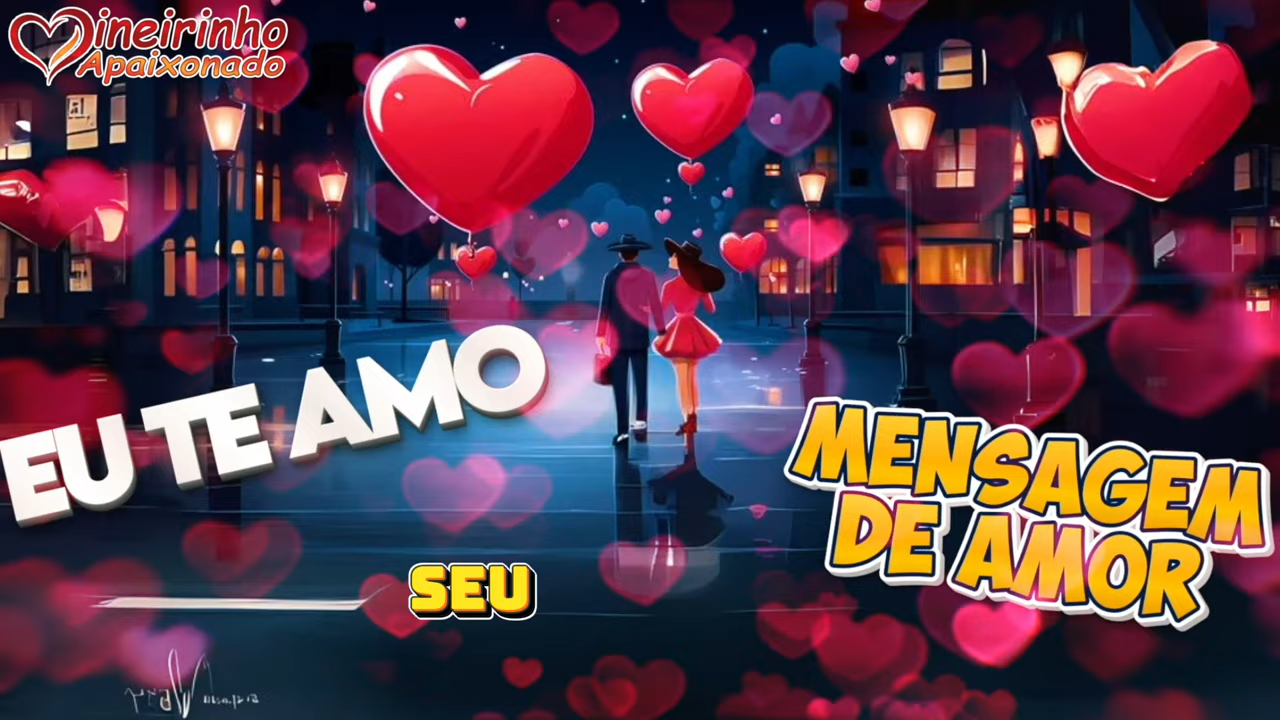 Mineirinho
Apaixonado
EU TE AMO
MENSAGEM
DE AMOR
SEU